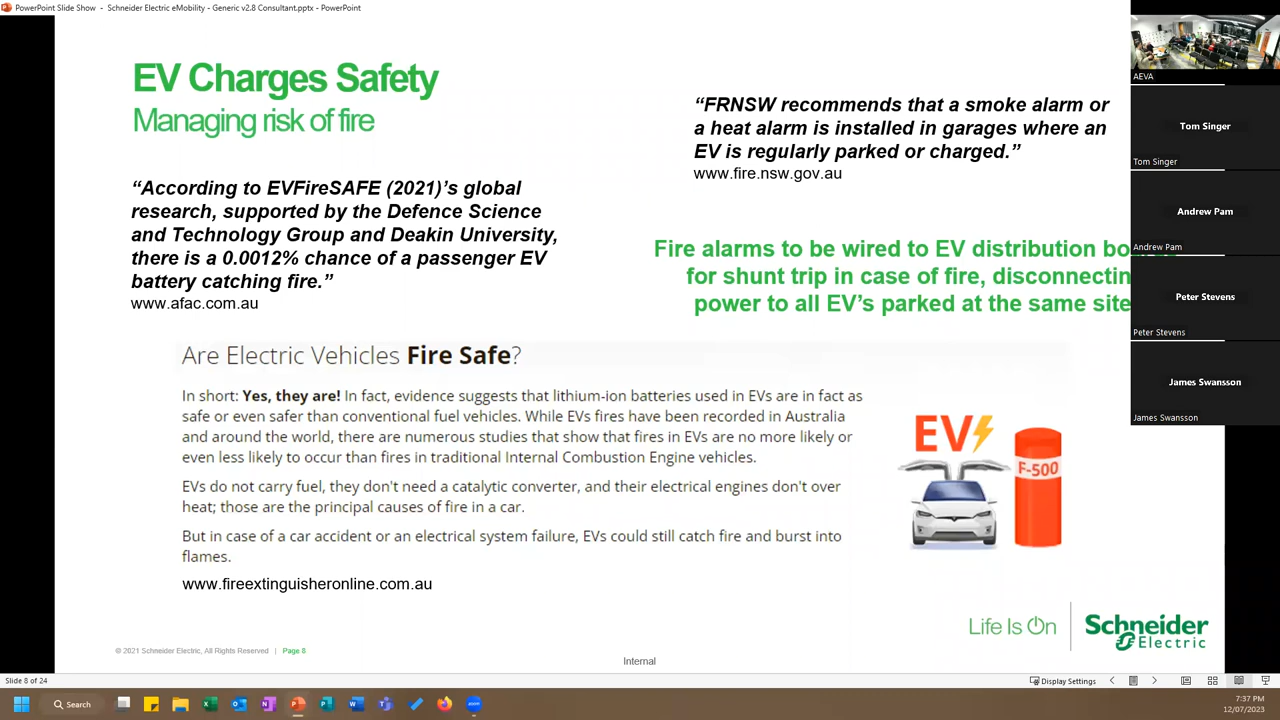 PowerPoint Slide Show - Schneider Electric eMobility - Generic v2.8 Consultant.pptx - PowerPoint
EV Charges Safety
Managing risk of fire
“According to EVFireSAFE (2021)’s global
research, supported by the Defence Science
and Technology Group and Deakin University,
there is a 0.0012% chance of a passenger EV
battery catching fire.”
www.afac.com.au
“FRNSW recommends that a smoke alarm or
a heat alarm is installed in garages where an
EV is regularly parked or charged.”
www.fire.nsw.gov.au
Fire alarms to be wired to EV distribution
for shunt trip in case of fire,
power to all EV’s parked at the same site
Are Electric Vehicles Fire Safe?
In short: Yes, they are! In fact, evidence suggests that lithium-ion batteries used in EVs are in fact as
safe or even safer than conventional fuel vehicles. While EVs fires have been recorded in Australia
and around the world, there are numerous studies that show that fires in EVs are no more likely or
even less likely to occur than fires in traditional Internal Combustion Engine vehicles.
EVs do not carry fuel, they don't need a catalytic converter, and their electrical engines don't over
heat; those are the principal causes of fire in a car.
But in case of a car accident or an electrical system failure, EVs could still catch fire and burst into
flames.
www.fireextinguisheronline.com.au
EV
F-500
Life Is On
Schneider
Electric
© 2021 Schneider Electric, All Rights Reserved | Page 8
Internal
AEVA
Tom Singer
Tom Singer
Andrew Pam
Andrew Pam
Peter Stevens
Peter Stevens
James Swansson
James Swansson
Slide 8 of 24
Display Settings
Search
7:37 PM
12/07/2023